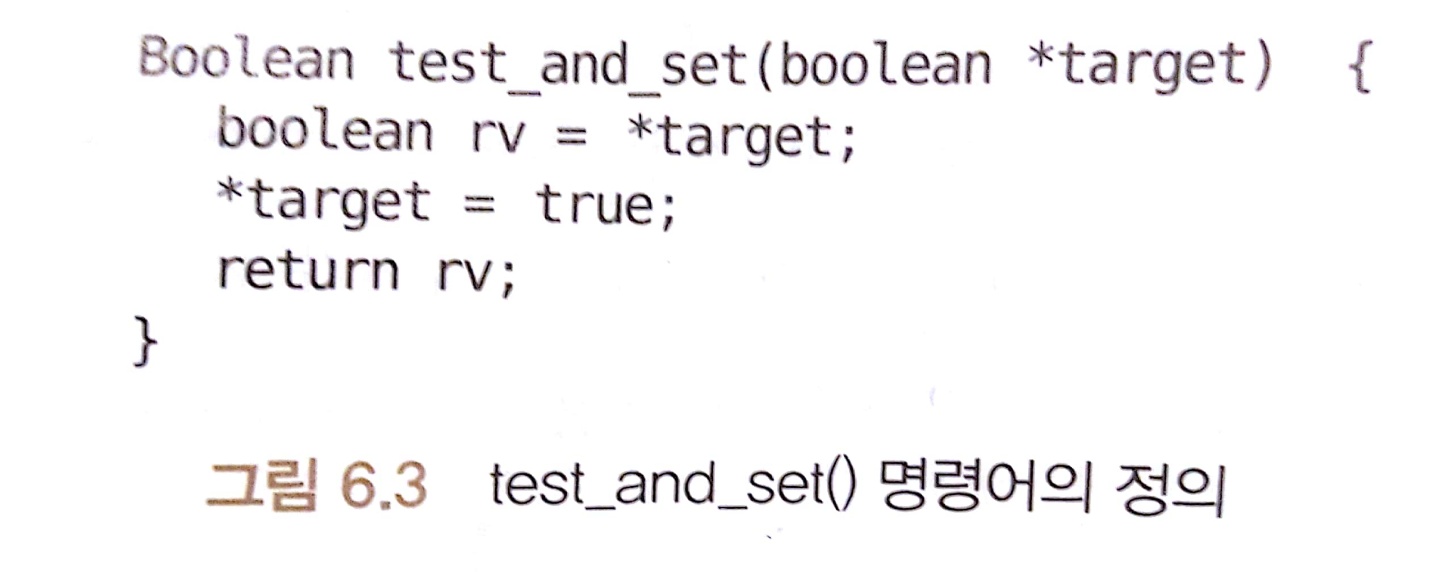 Boolean test_and_set(boolean *target) {
boolean rv = *target;
*target = true;
return rv;
}
그림 6.3 test_and_set() 명령어의 정의